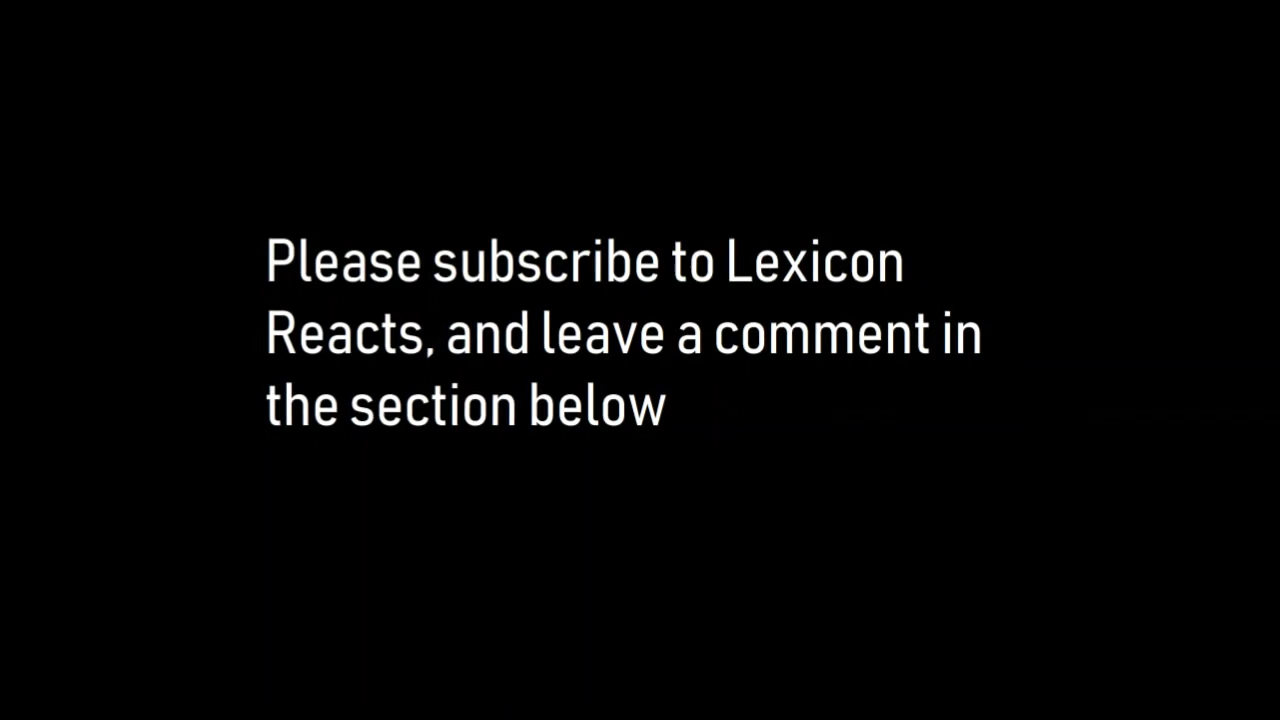 Please subscribe to Lexicon
Reacts, and leave a comment in
the section below